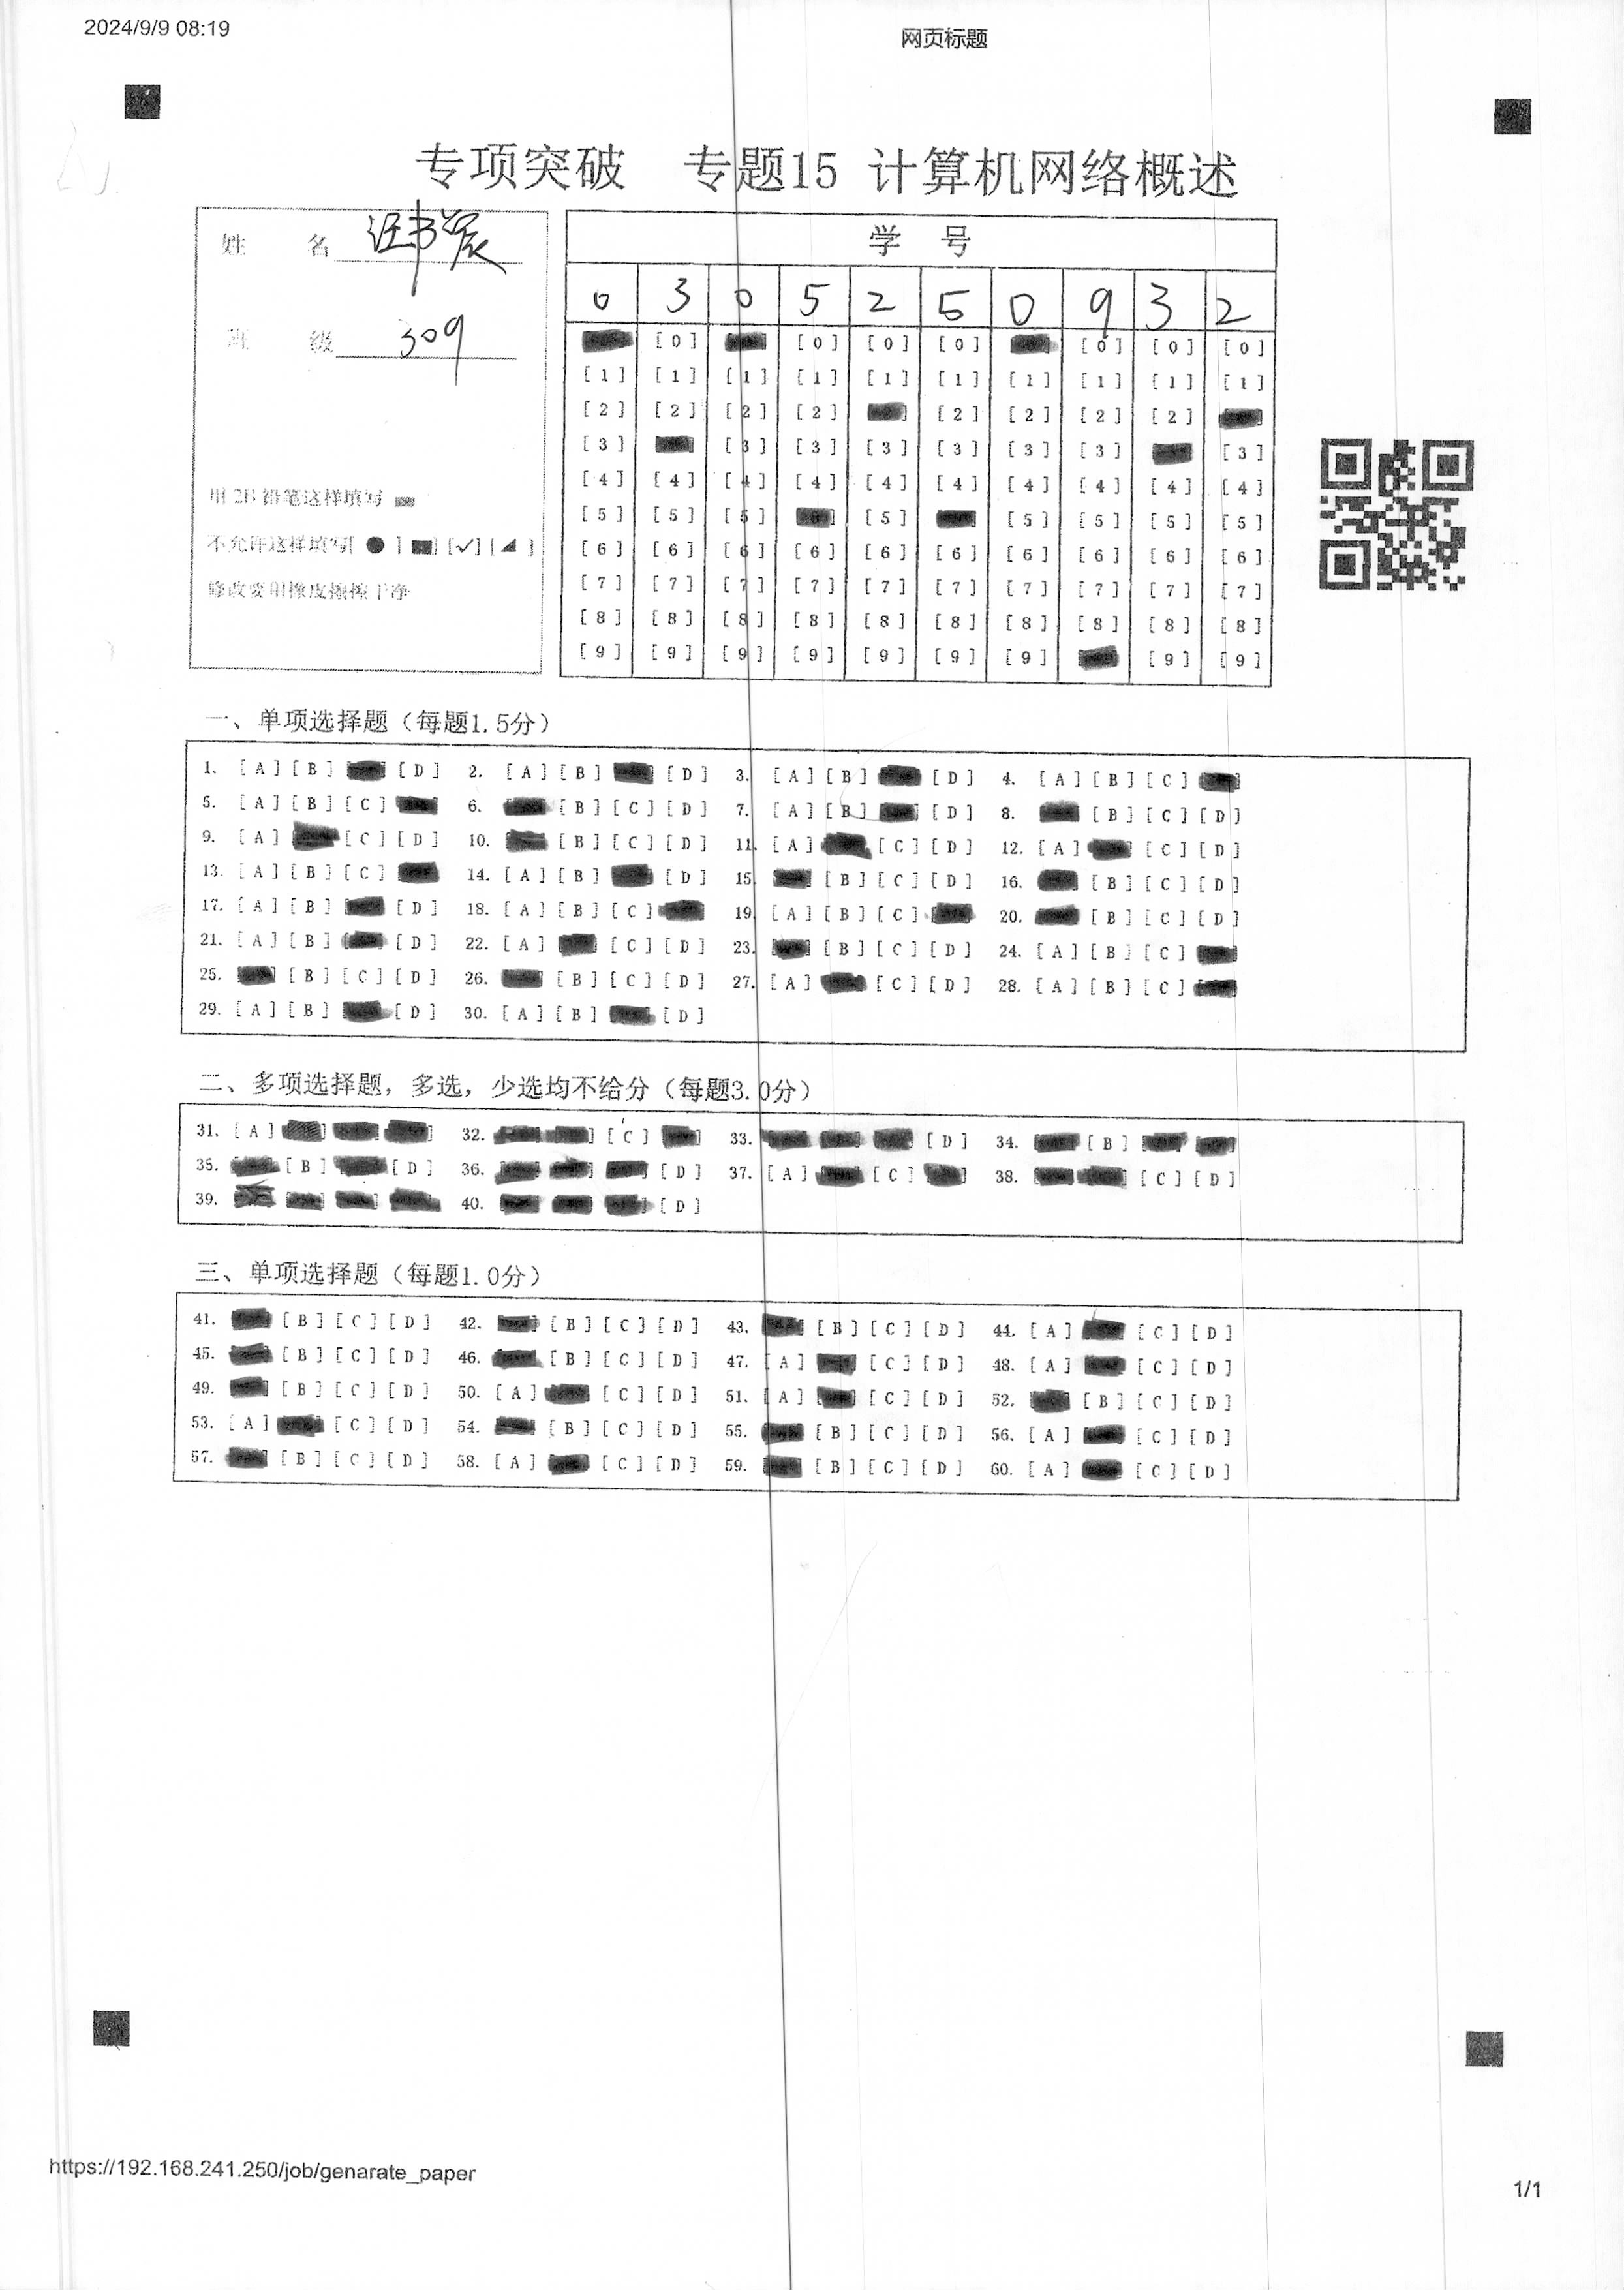 2024/9/9 08:19
网页标题
专项突破 专题15 计算机网络概述
姓 名 汪书宸
班 级 309
用 2B 铅笔这样填写
不允许这样填写[ ● ] [■] [✓] [◢ ]
修改要用橡皮擦擦干净
学 号
0 3 0 5 2 5 0 9 3 2
[0] [0] [0] [0] [0] [0] [0]
[1] [1] [1] [1] [1] [1] [1] [1] [1] [1]
[2] [2] [2] [2] [2] [2] [2] [2]
[3] [3] [3] [3] [3] [3] [3] [3]
[4] [4] [4] [4] [4] [4] [4] [4] [4] [4]
[5] [5] [5] [5] [5] [5] [5] [5]
[6] [6] [6] [6] [6] [6] [6] [6] [6] [6]
[7] [7] [7] [7] [7] [7] [7] [7] [7] [7]
[8] [8] [8] [8] [8] [8] [8] [8] [8] [8]
[9] [9] [9] [9] [9] [9] [9] [9] [9]
一、单项选择题（每题1.5分）
1. [A] [B] [D] 2. [A] [B] [D] 3. [A] [B] [D] 4. [A] [B] [C]
5. [A] [B] [C] 6. [B] [C] [D] 7. [A] [B] [D] 8. [B] [C] [D]
9. [A] [C] [D] 10. [B] [C] [D] 11. [A] [C] [D] 12. [A] [C] [D]
13. [A] [B] [C] 14. [A] [B] [D] 15. [B] [C] [D] 16. [B] [C] [D]
17. [A] [B] [D] 18. [A] [B] [C] 19. [A] [B] [C] 20. [B] [C] [D]
21. [A] [B] [D] 22. [A] [C] [D] 23. [B] [C] [D] 24. [A] [B] [C]
25. [B] [C] [D] 26. [B] [C] [D] 27. [A] [C] [D] 28. [A] [B] [C]
29. [A] [B] [D] 30. [A] [B] [D]
二、多项选择题，多选，少选均不给分（每题3.0分）
31. [A] 32. [C] 33. [D] 34. [B]
35. [B] [D] 36. [D] 37. [A] [C] 38. [C] [D]
39. 40. [D]
三、单项选择题（每题1.0分）
41. [B] [C] [D] 42. [B] [C] [D] 43. [B] [C] [D] 44. [A] [C] [D]
45. [B] [C] [D] 46. [B] [C] [D] 47. [A] [C] [D] 48. [A] [C] [D]
49. [B] [C] [D] 50. [A] [C] [D] 51. [A] [C] [D] 52. [B] [C] [D]
53. [A] [C] [D] 54. [B] [C] [D] 55. [B] [C] [D] 56. [A] [C] [D]
57. [B] [C] [D] 58. [A] [C] [D] 59. [B] [C] [D] 60. [A] [C] [D]
https://192.168.241.250/job/genarate_paper
1/1